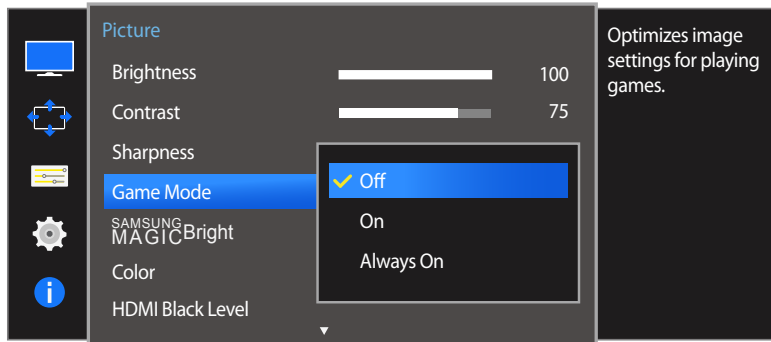 Picture
Brightness 100
Contrast 75
Sharpness
Game Mode
Off
On
Always On
SAMSUNG
MAGICBright
Color
HDMI Black Level
Optimizes image
settings for playing
games.
i